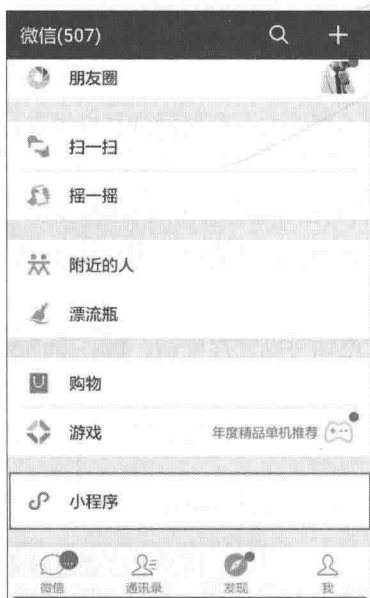 微信(507)
朋友圈
扫一扫
摇一摇
附近的人
漂流瓶
购物
游戏 年度精品单机推荐
小程序
微信 通讯录 发现 我